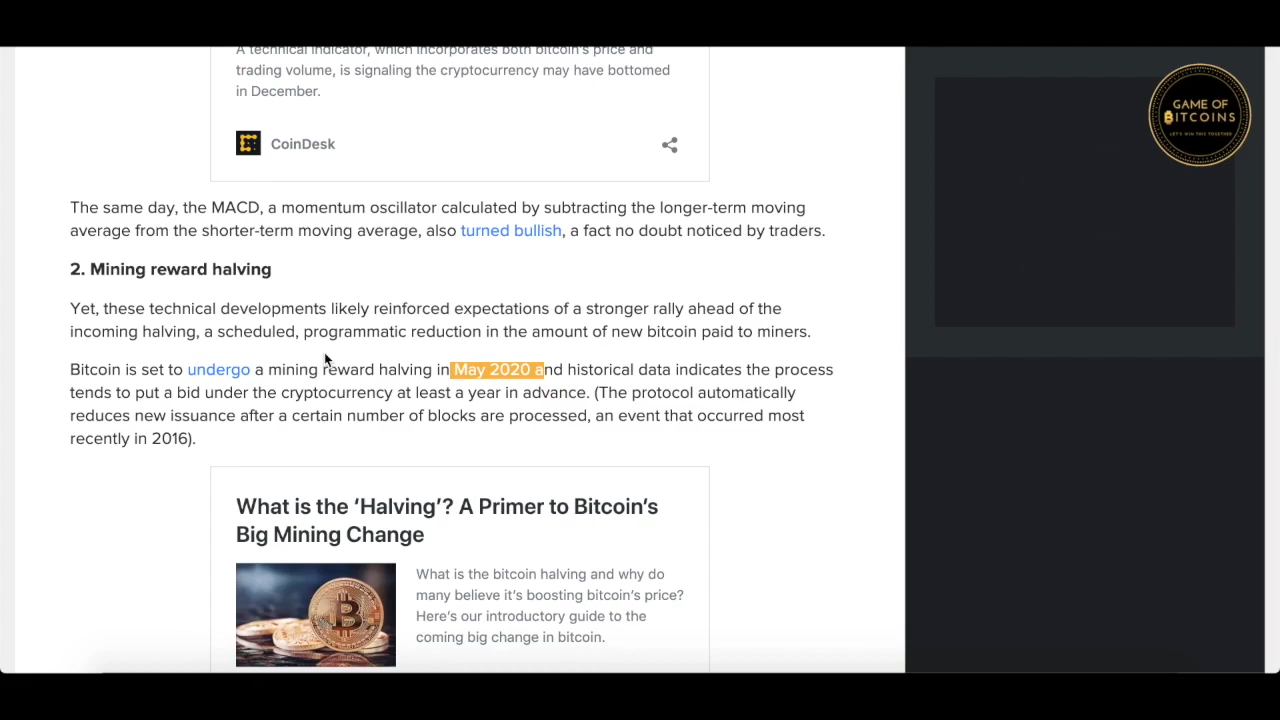 A technical indicator, which incorporates both bitcoin's price and
trading volume, is signaling the cryptocurrency may have bottomed
in December.
CoinDesk
GAME OF
BITCOINS
LET'S WIN THIS TOGETHER
The same day, the MACD, a momentum oscillator calculated by subtracting the longer-term moving
average from the shorter-term moving average, also turned bullish, a fact no doubt noticed by traders.
2. Mining reward halving
Yet, these technical developments likely reinforced expectations of a stronger rally ahead of the
incoming halving, a scheduled, programmatic reduction in the amount of new bitcoin paid to miners.
Bitcoin is set to undergo a mining reward halving in May 2020 and historical data indicates the process
tends to put a bid under the cryptocurrency at least a year in advance. (The protocol automatically
reduces new issuance after a certain number of blocks are processed, an event that occurred most
recently in 2016).
What is the ‘Halving’? A Primer to Bitcoin’s
Big Mining Change
What is the bitcoin halving and why do
many believe it’s boosting bitcoin’s price?
Here’s our introductory guide to the
coming big change in bitcoin.